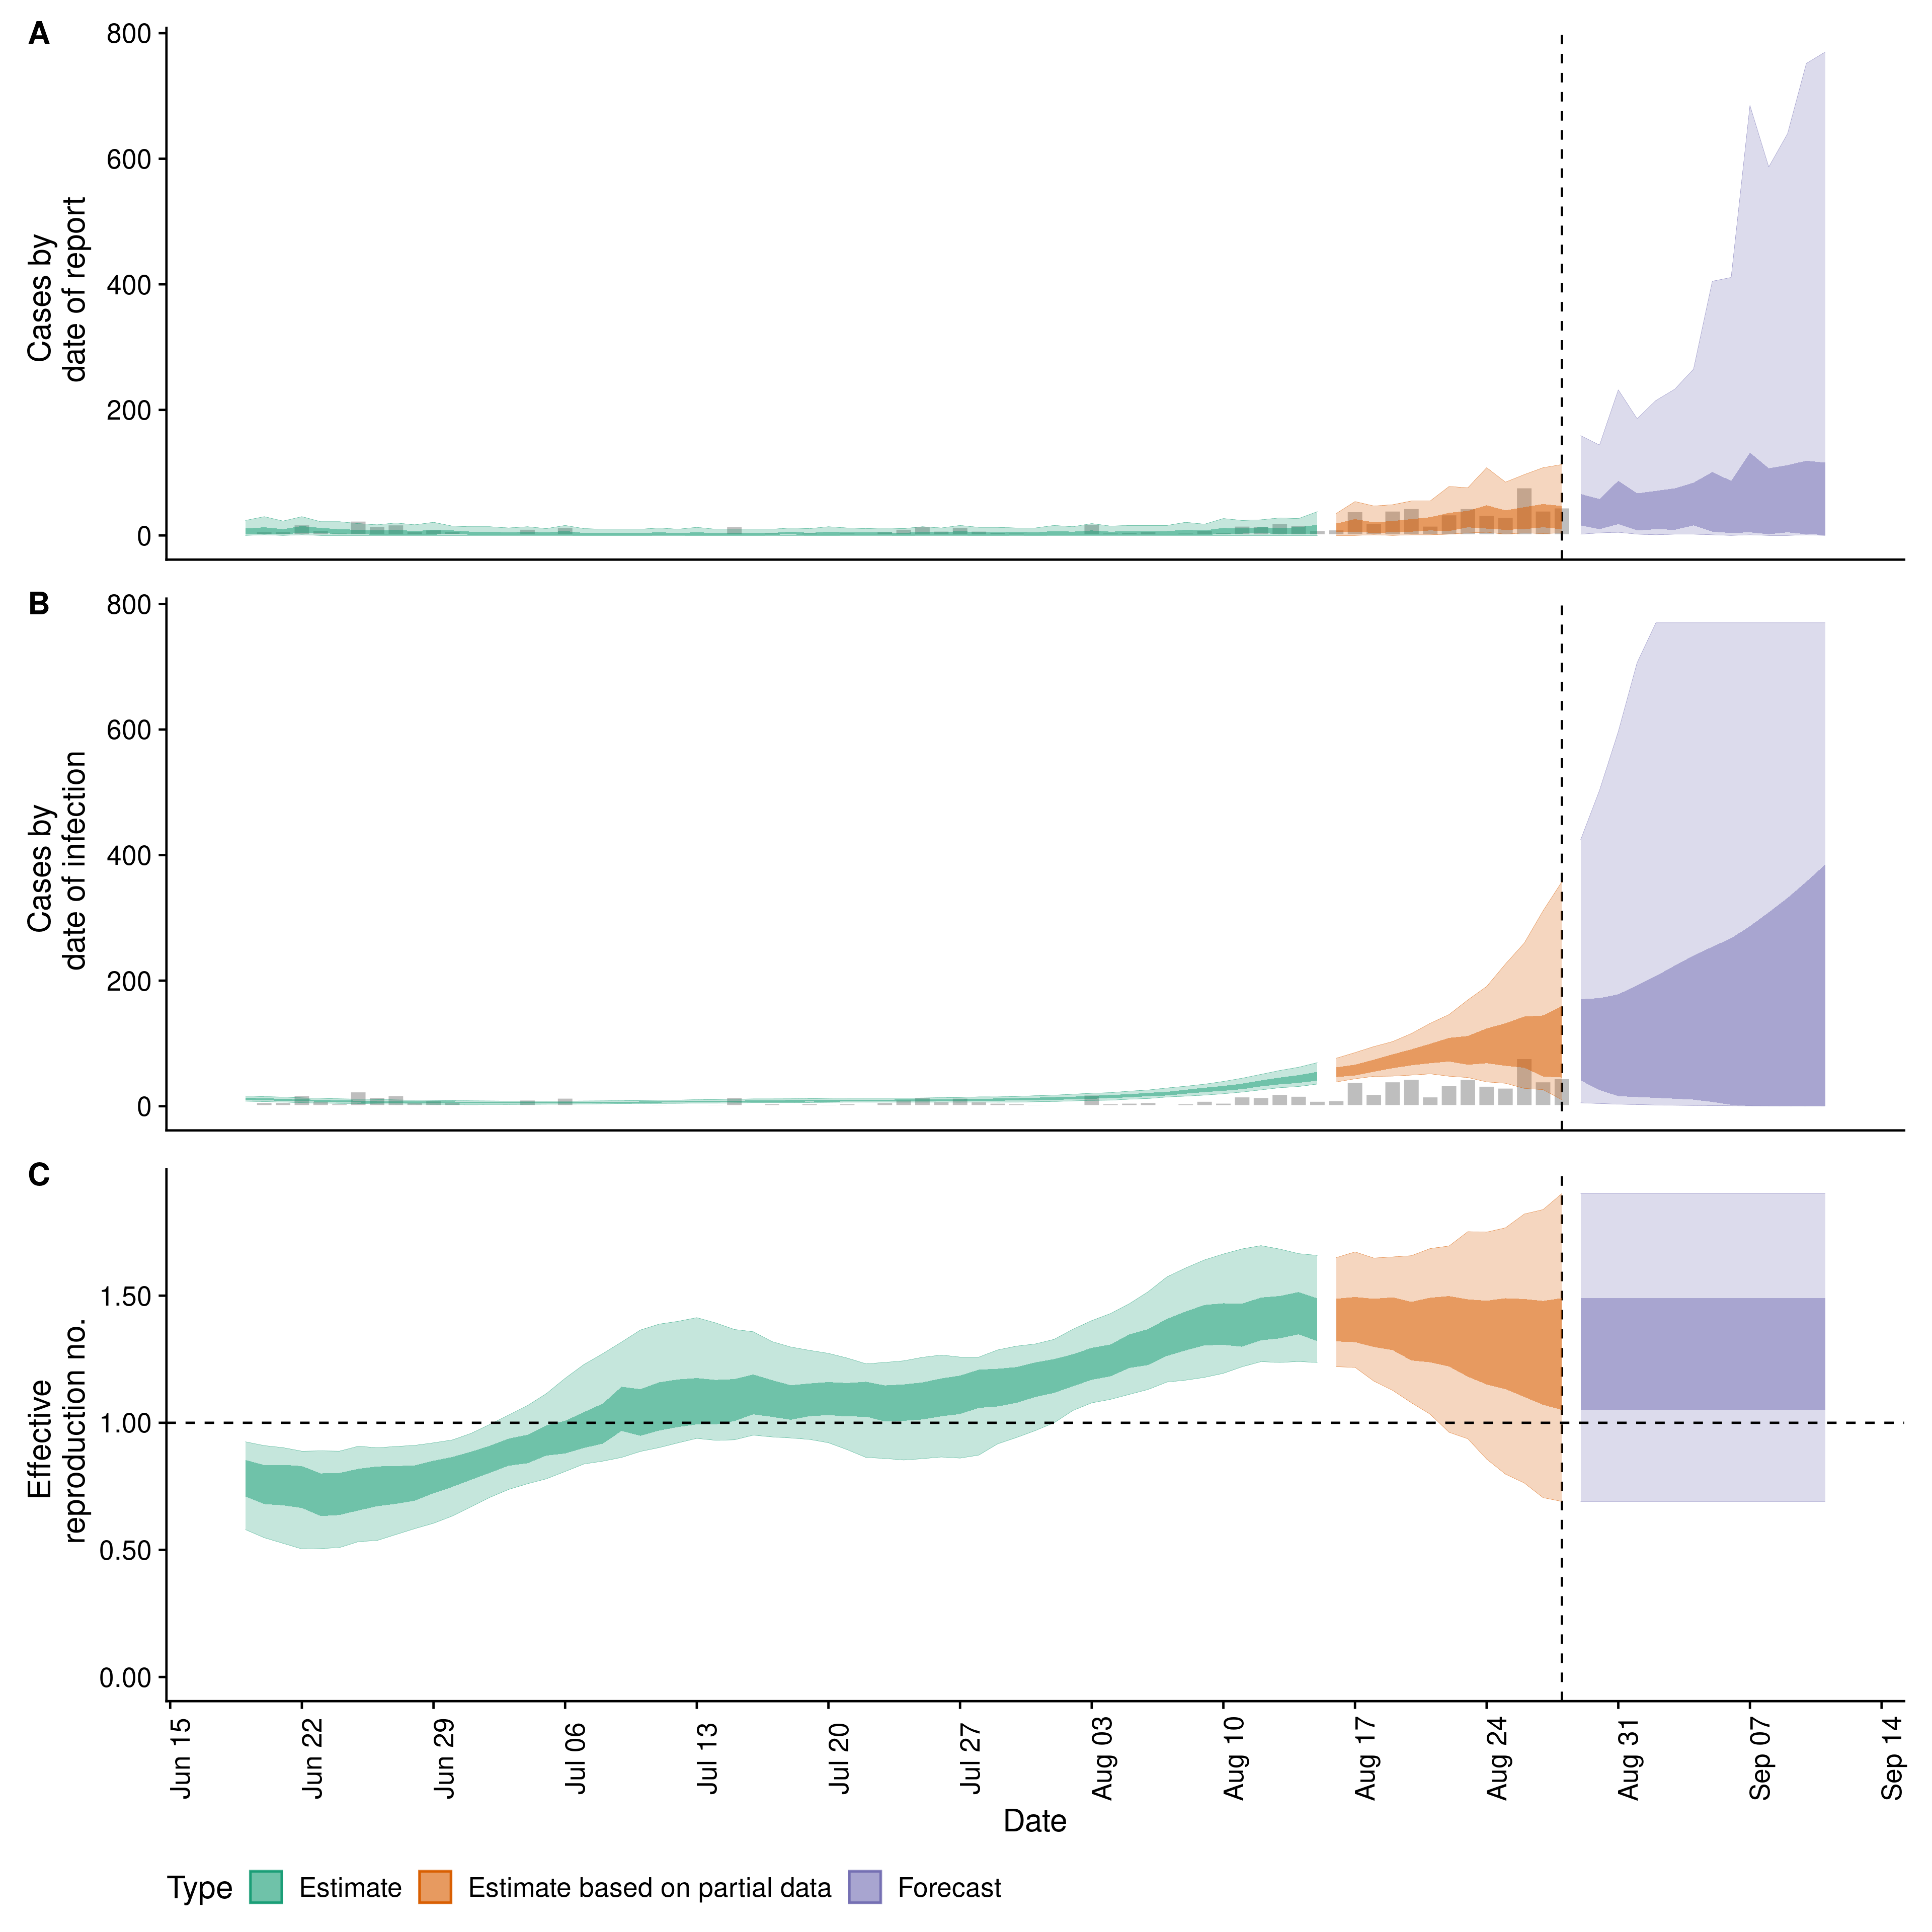 A
800
600
400
200
0
Cases by
date of report
B
800
600
400
200
0
Cases by
date of infection
C
1.50
1.00
0.50
0.00
Effective
reproduction no.
Jun 15
Jun 22
Jun 29
Jul 06
Jul 13
Jul 20
Jul 27
Aug 03
Aug 10
Aug 17
Aug 24
Aug 31
Sep 07
Sep 14
Date
Type Estimate Estimate based on partial data Forecast